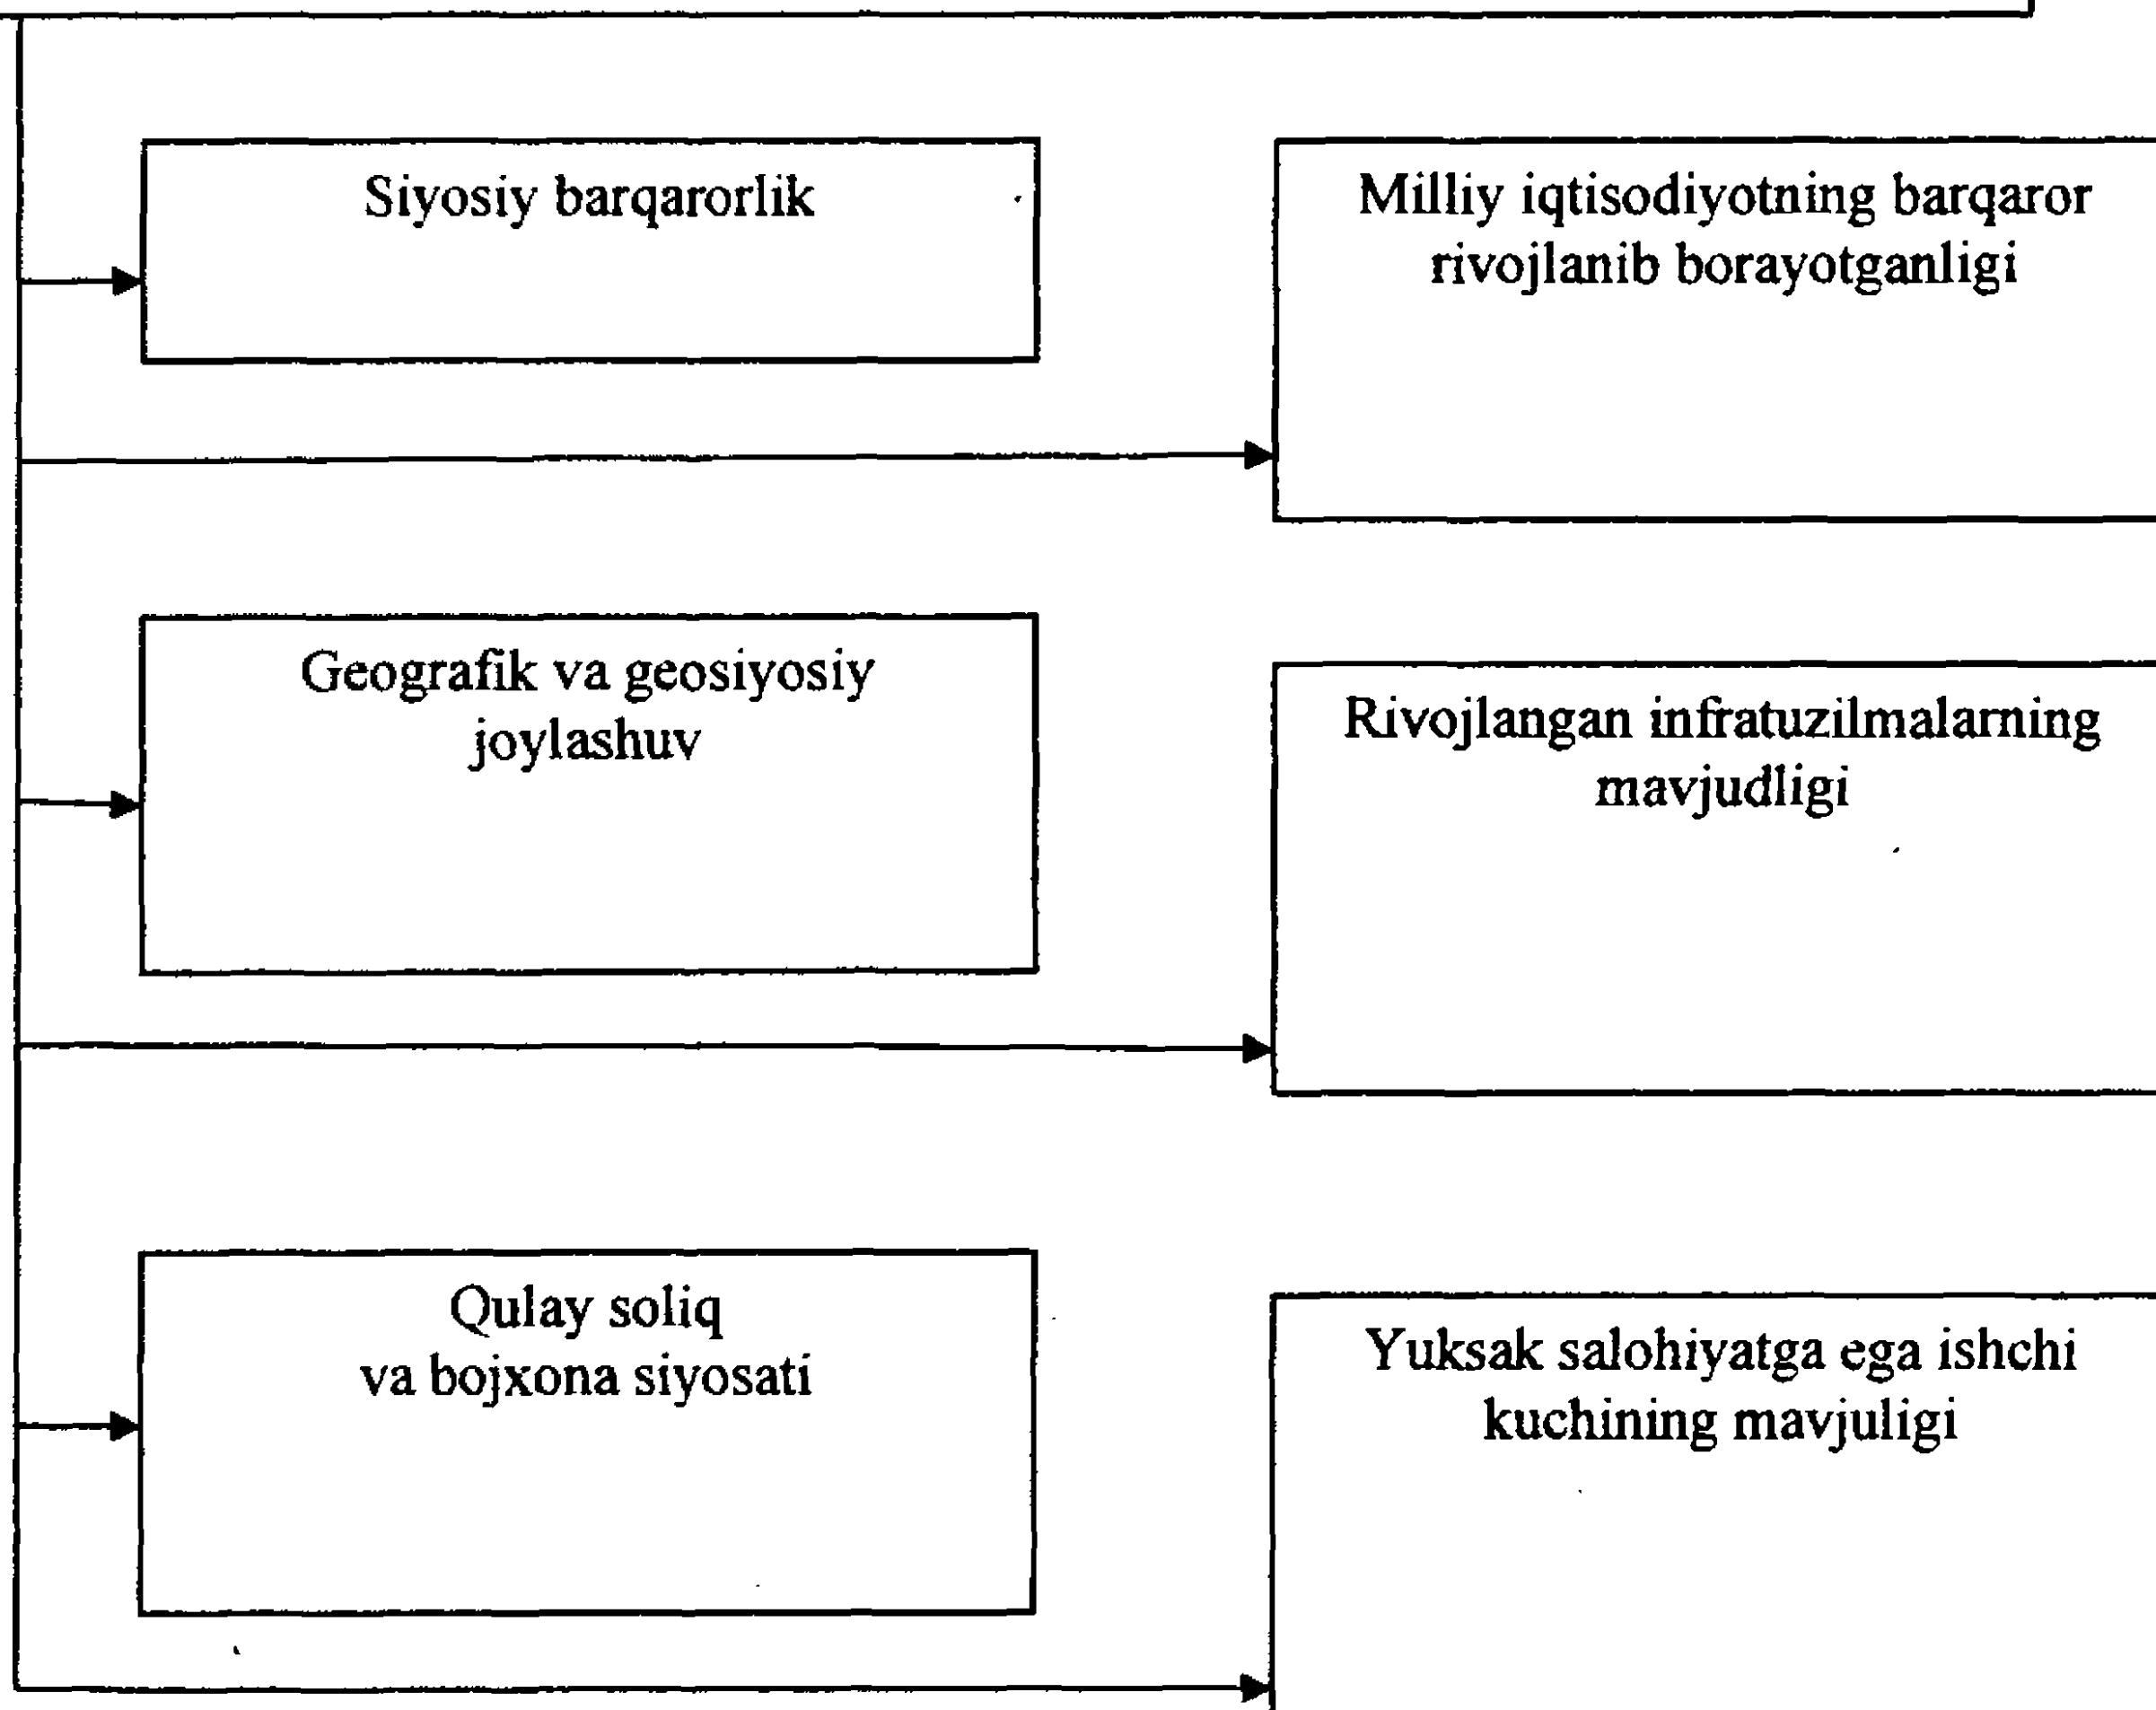 Siyosiy barqarorlik
Milliy iqtisodiyotning barqaror
rivojlanib borayotganligi
Geografik va geosiyosiy
joylashuv
Rivojlangan infratuzilmalarning
mavjudligi
Qulay soliq
va bojxona siyosati
Yuksak salohiyatga ega ishchi
kuchining mavjuligi